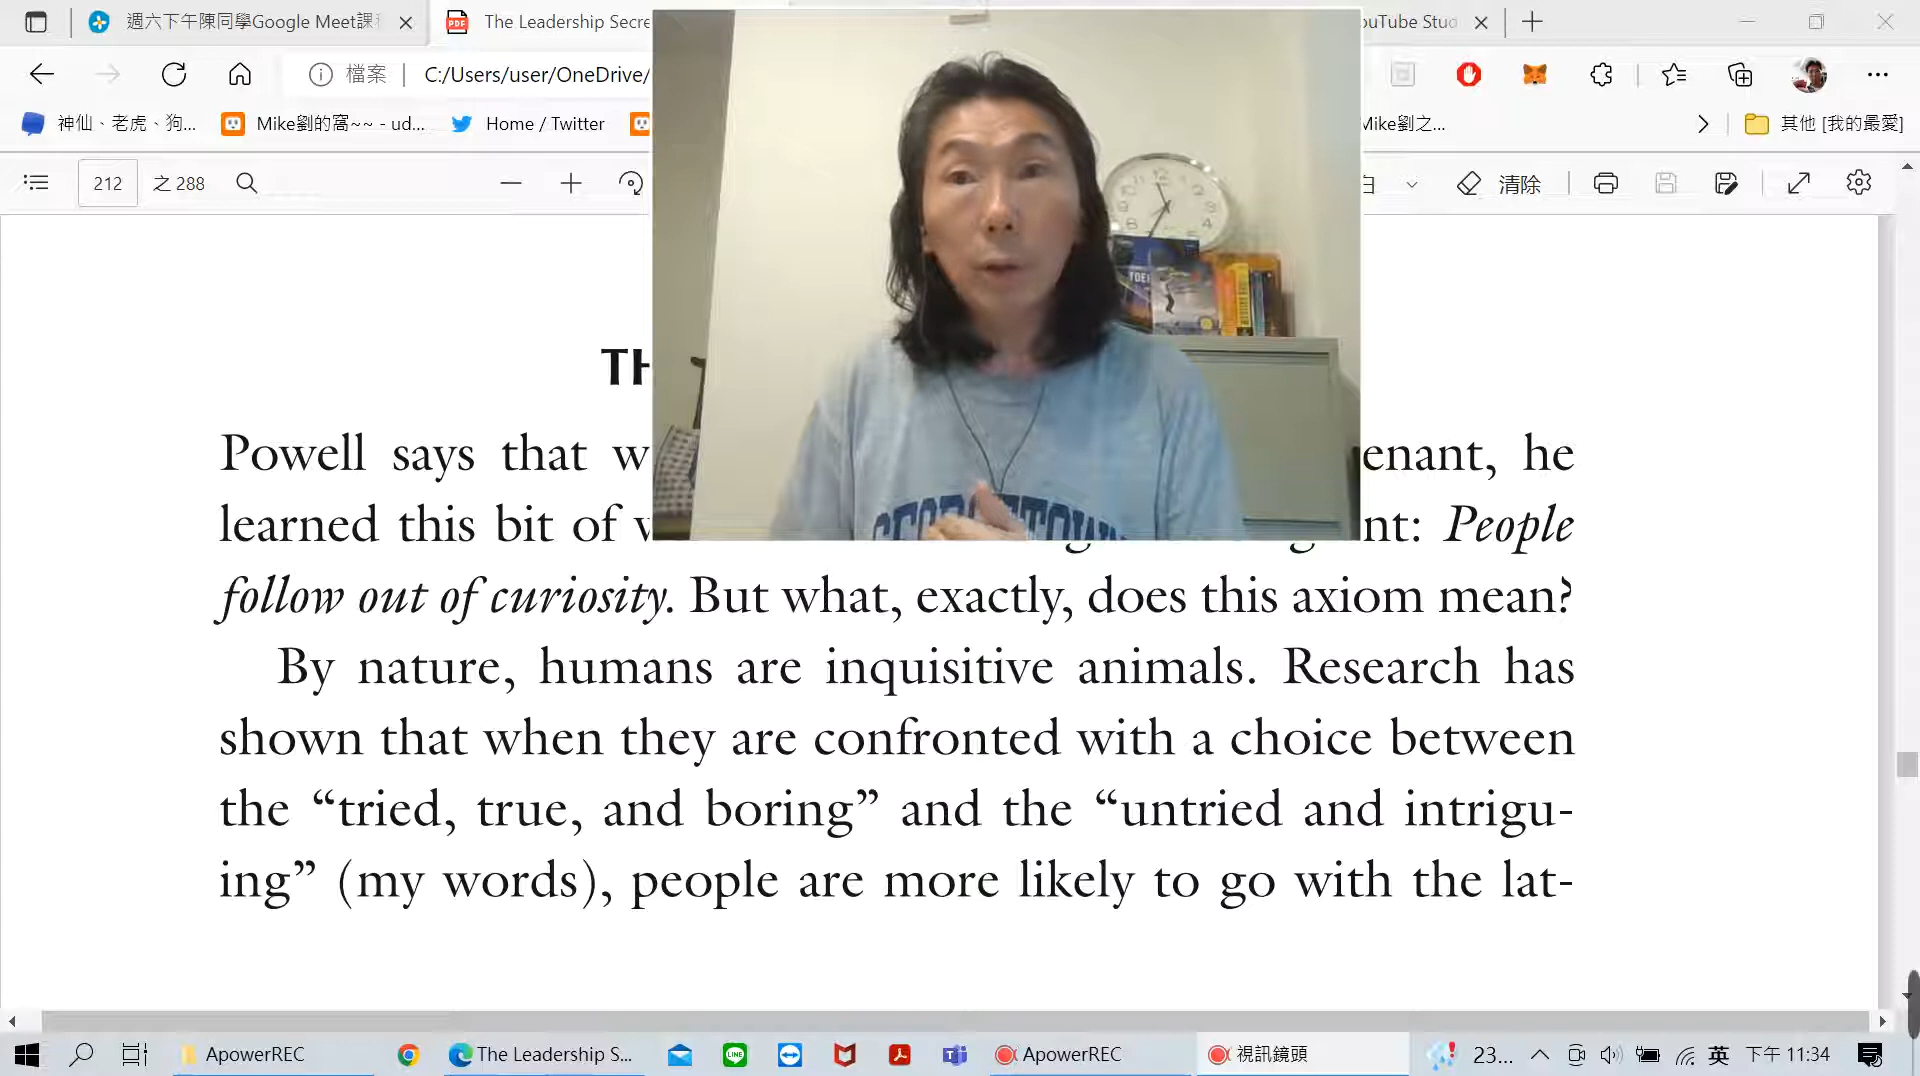 週六下午陳同學Google Meet課
The Leadership Secre
ouTube Stud
檔案
C:/Users/user/OneDrive/
神仙、老虎、狗...
Mike劉的窩~~ - ud...
Home / Twitter
Mike劉之...
其他 [我的最愛]
212
之 288
清除
TH
Powell says that w
enant, he
learned this bit of w
nt: People
follow out of curiosity. But what, exactly, does this axiom mean?
By nature, humans are inquisitive animals. Research has
shown that when they are confronted with a choice between
the “tried, true, and boring” and the “untried and intrigu-
ing” (my words), people are more likely to go with the lat-
GEORGETOWN
ApowerREC
The Leadership S...
ApowerREC
視訊鏡頭
23...
英
下午 11:34